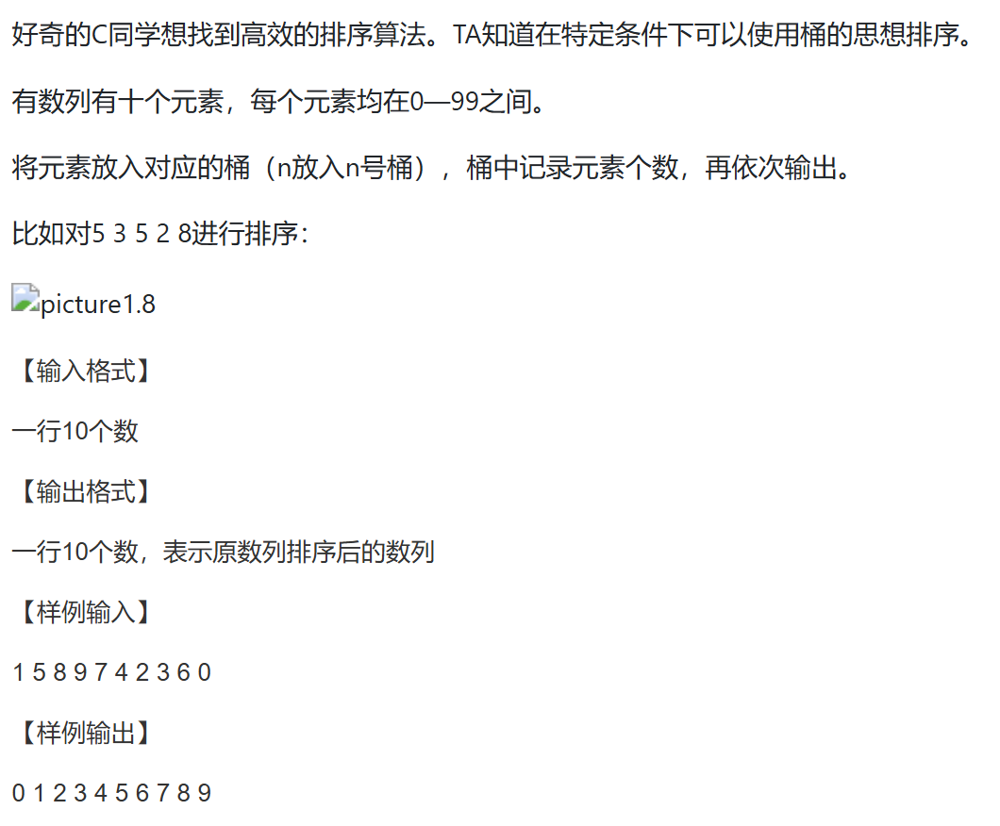 好奇的C同学想找到高效的排序算法。TA知道在特定条件下可以使用桶的思想排序。
有数列有十个元素，每个元素均在0—99之间。
将元素放入对应的桶（n放入n号桶），桶中记录元素个数，再依次输出。
比如对5 3 5 2 8进行排序：
picture1.8
【输入格式】
一行10个数
【输出格式】
一行10个数，表示原数列排序后的数列
【样例输入】
1 5 8 9 7 4 2 3 6 0
【样例输出】
0 1 2 3 4 5 6 7 8 9